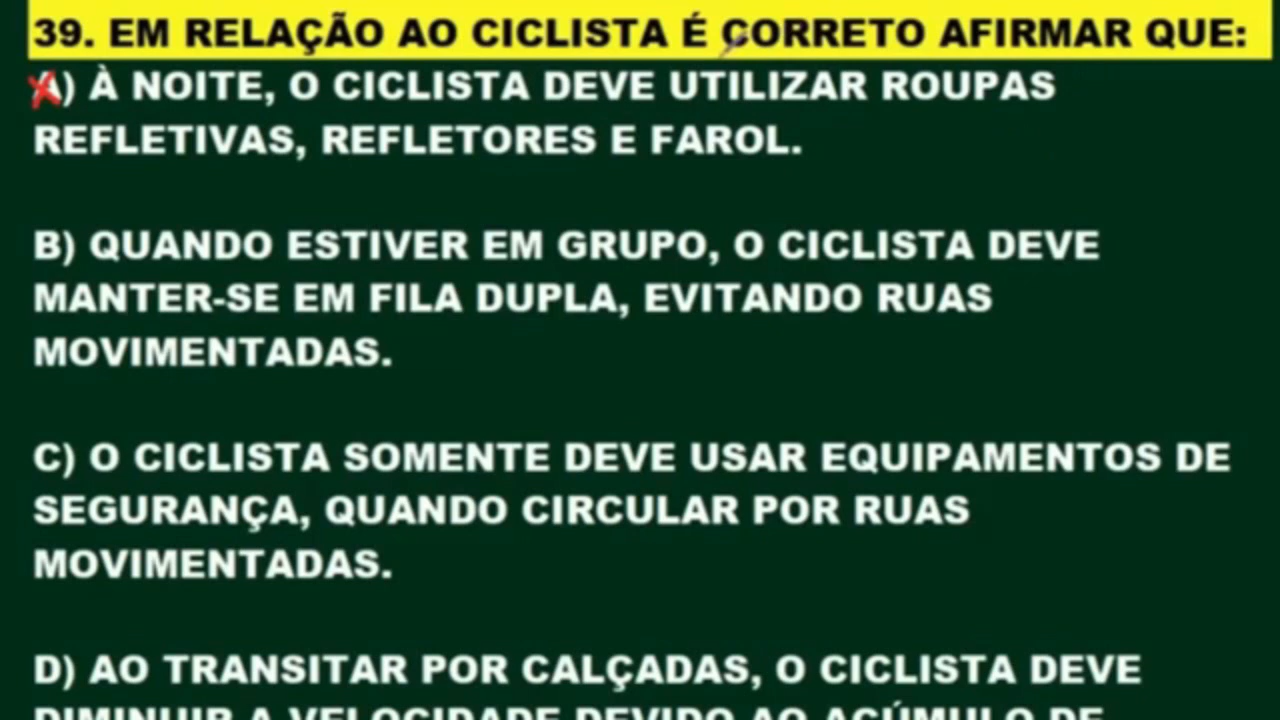 39. EM RELAÇÃO AO CICLISTA É CORRETO AFIRMAR QUE:
A) À NOITE, O CICLISTA DEVE UTILIZAR ROUPAS
REFLETIVAS, REFLETORES E FAROL.
B) QUANDO ESTIVER EM GRUPO, O CICLISTA DEVE
MANTER-SE EM FILA DUPLA, EVITANDO RUAS
MOVIMENTADAS.
C) O CICLISTA SOMENTE DEVE USAR EQUIPAMENTOS DE
SEGURANÇA, QUANDO CIRCULAR POR RUAS
MOVIMENTADAS.
D) AO TRANSITAR POR CALÇADAS, O CICLISTA DEVE
DIMINUIR A VELOCIDADE DEVIDO AO ACÚMULO DE